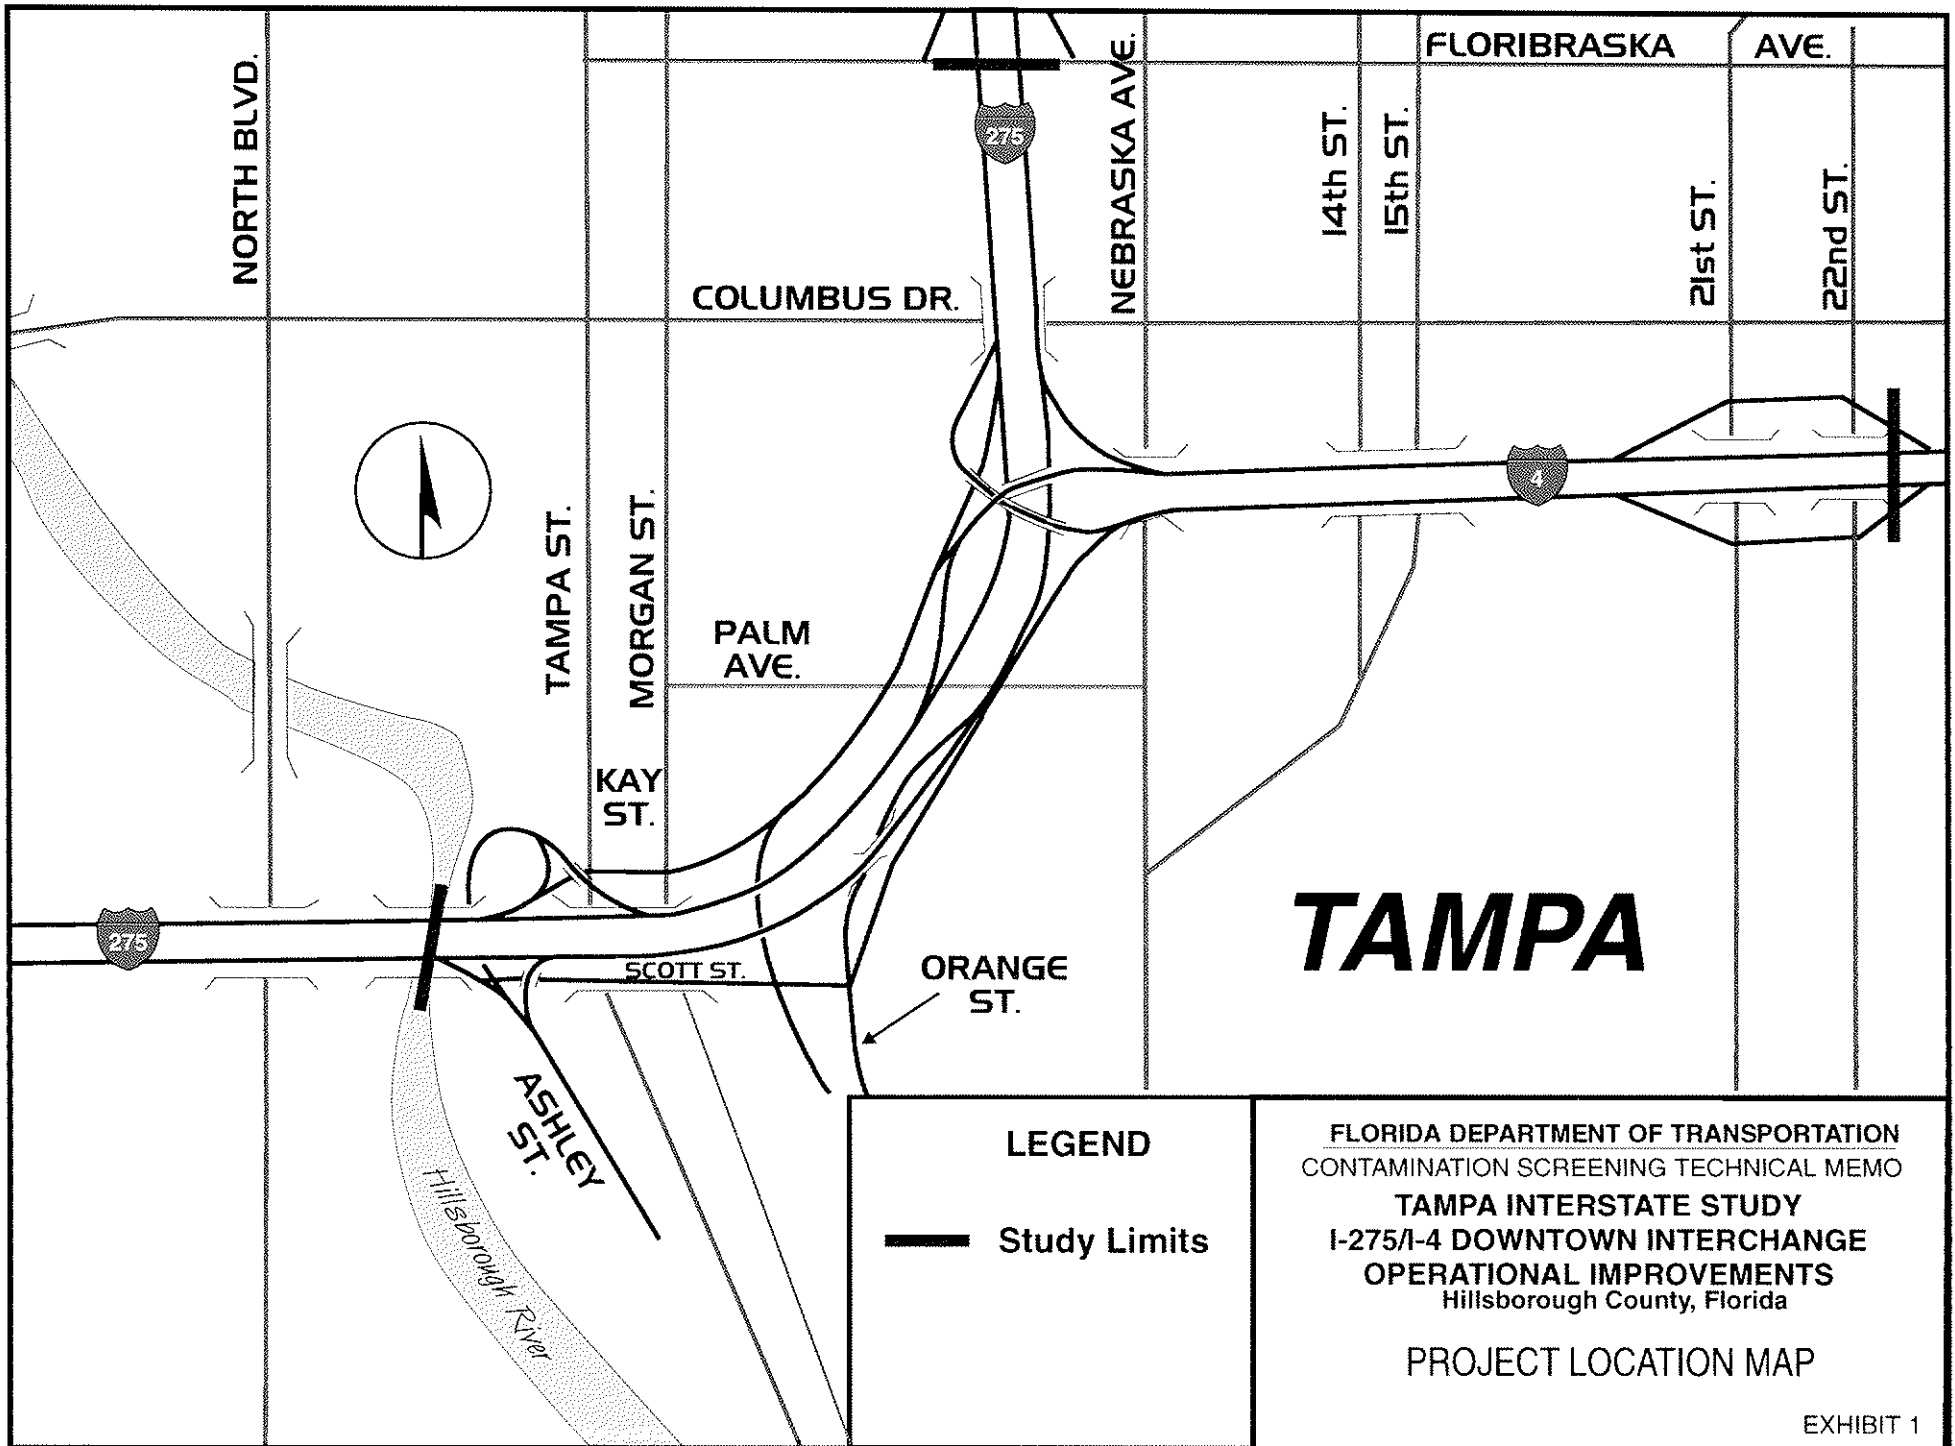 FLORIBRASKA AVE.
NORTH BLVD.
275
NEBRASKA AVE.
14th ST.
15th ST.
21st ST.
22nd ST.
COLUMBUS DR.
4
TAMPA ST.
MORGAN ST.
PALM
AVE.
KAY
ST.
TAMPA
275
SCOTT ST.
ORANGE
ST.
ASHLEY
ST.
Hillsborough River
LEGEND
Study Limits
FLORIDA DEPARTMENT OF TRANSPORTATION
CONTAMINATION SCREENING TECHNICAL MEMO
TAMPA INTERSTATE STUDY
I-275/I-4 DOWNTOWN INTERCHANGE
OPERATIONAL IMPROVEMENTS
Hillsborough County, Florida
PROJECT LOCATION MAP
EXHIBIT 1